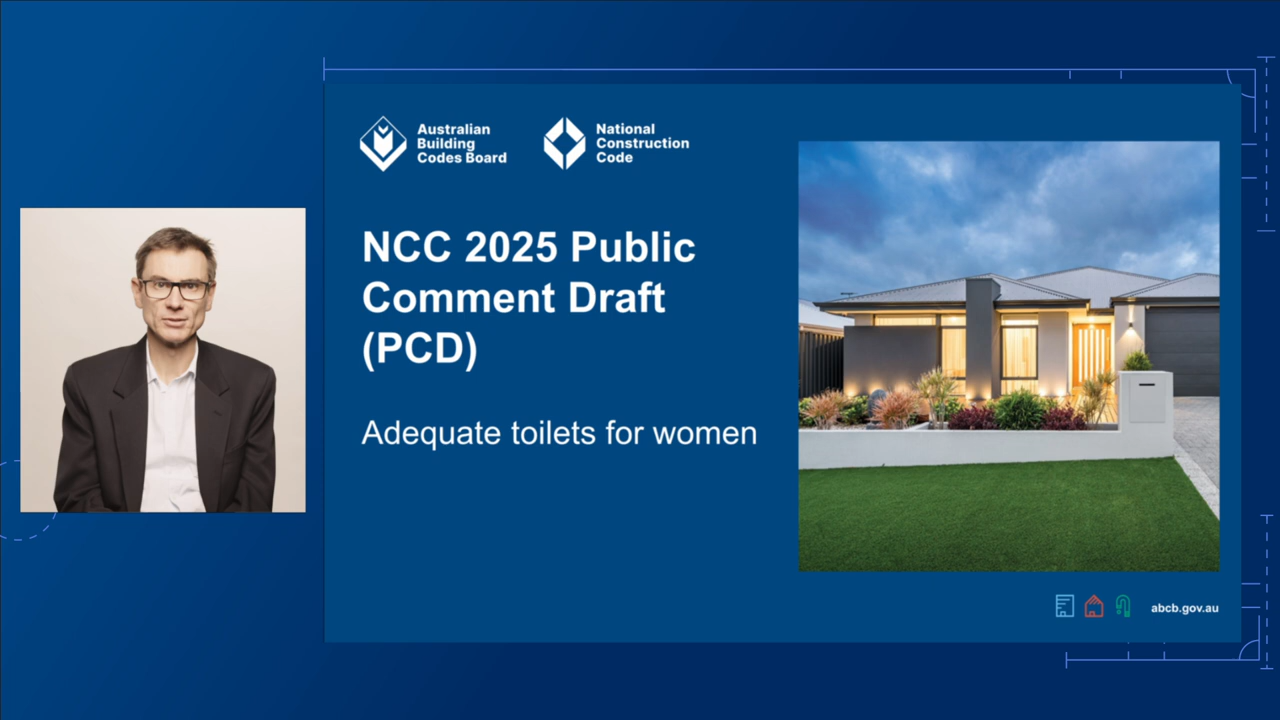 Australian
Building
Codes Board
National
Construction
Code
NCC 2025 Public
Comment Draft
(PCD)
Adequate toilets for women
abcb.gov.au